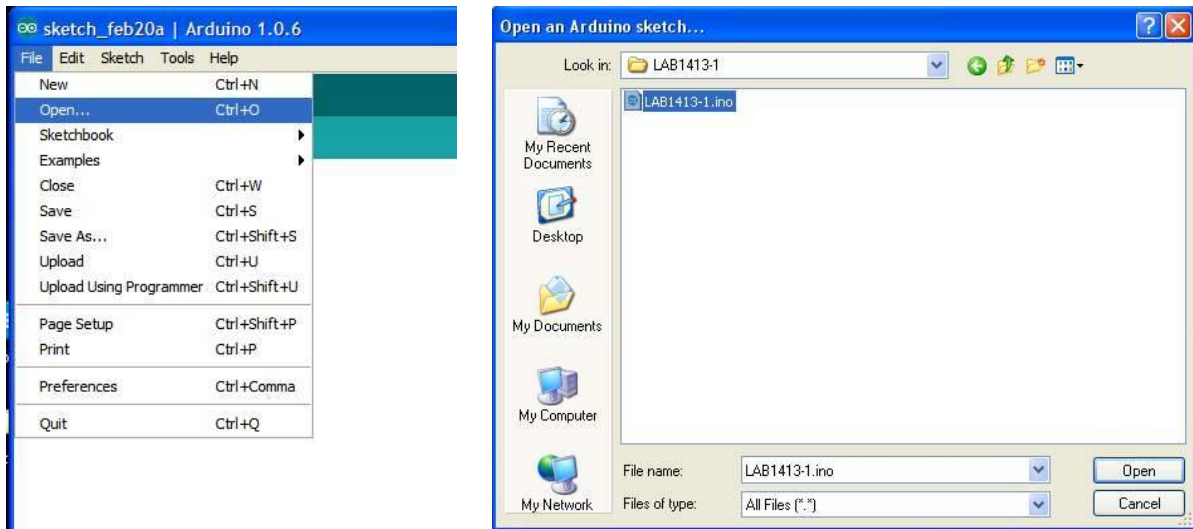 sketch_feb20a | Arduino 1.0.6
File Edit Sketch Tools Help
New Ctrl+N
Open... Ctrl+O
Sketchbook
Examples
Close Ctrl+W
Save Ctrl+S
Save As... Ctrl+Shift+S
Upload Ctrl+U
Upload Using Programmer Ctrl+Shift+U
Page Setup Ctrl+Shift+P
Print Ctrl+P
Preferences Ctrl+Comma
Quit Ctrl+Q
Open an Arduino sketch...
Look in: LAB1413-1
LAB1413-1.ino
My Recent
Documents
Desktop
My Documents
My Computer
My Network
File name: LAB1413-1.ino Open
Files of type: All Files (*.*) Cancel